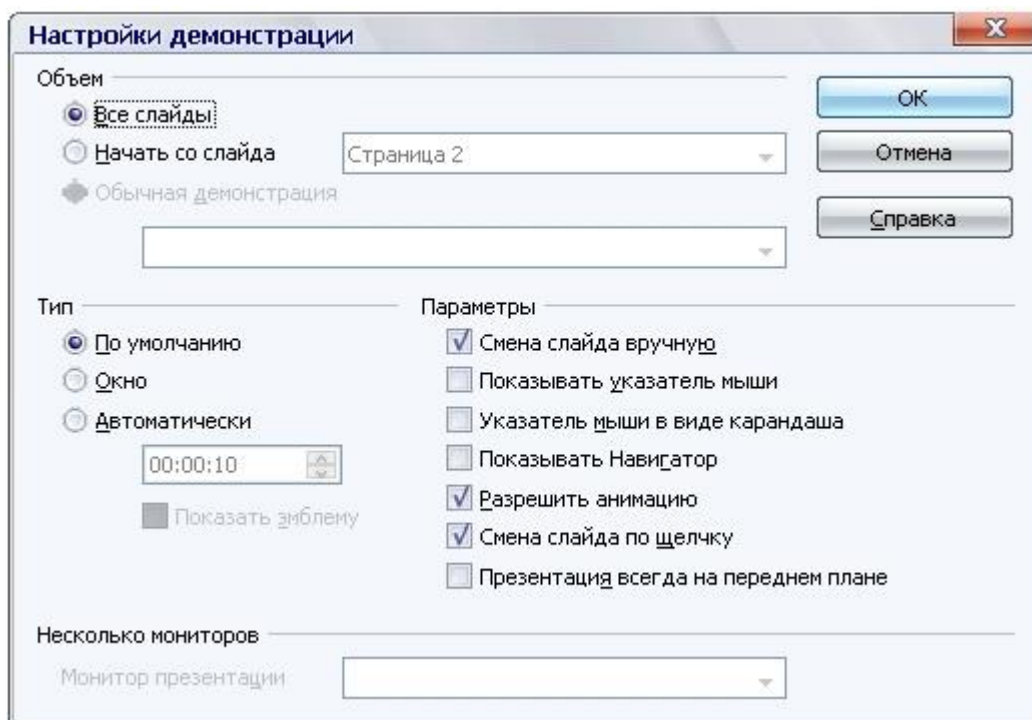 Настройки демонстрации
Объем
Все слайды
Начать со слайда
Страница 2
Обычная демонстрация
ОК
Отмена
Справка
Тип
По умолчанию
Окно
Автоматически
00:00:10
Показать эмблему
Параметры
Смена слайда вручную
Показывать указатель мыши
Указатель мыши в виде карандаша
Показывать Навигатор
Разрешить анимацию
Смена слайда по щелчку
Презентация всегда на переднем плане
Несколько мониторов
Монитор презентации